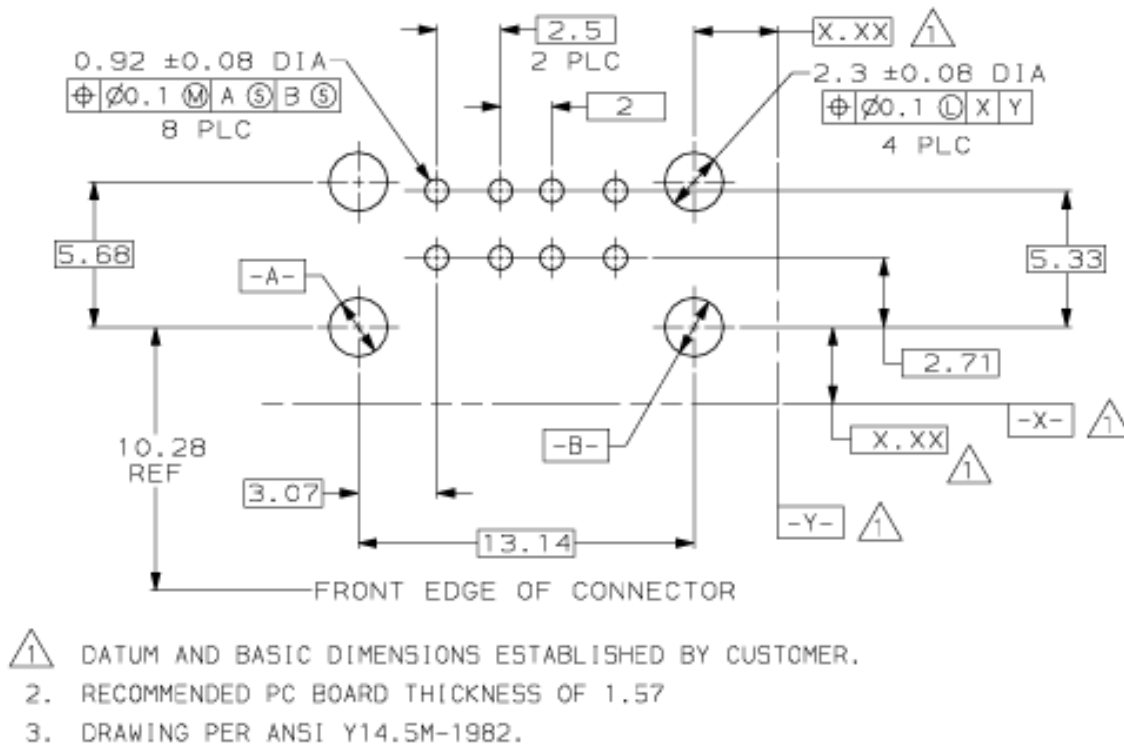 2.5
2 PLC
X.XX 1
0.92 ±0.08 DIA
⌖ Ø0.1 Ⓜ A Ⓢ B Ⓢ
8 PLC
2
2.3 ±0.08 DIA
⌖ Ø0.1 Ⓛ X Y
4 PLC
5.68
-A-
5.33
2.71
10.28
REF
-B-
X.XX
1
-X- 1
3.07
13.14
-Y- 1
FRONT EDGE OF CONNECTOR
1 DATUM AND BASIC DIMENSIONS ESTABLISHED BY CUSTOMER.
2. RECOMMENDED PC BOARD THICKNESS OF 1.57
3. DRAWING PER ANSI Y14.5M-1982.